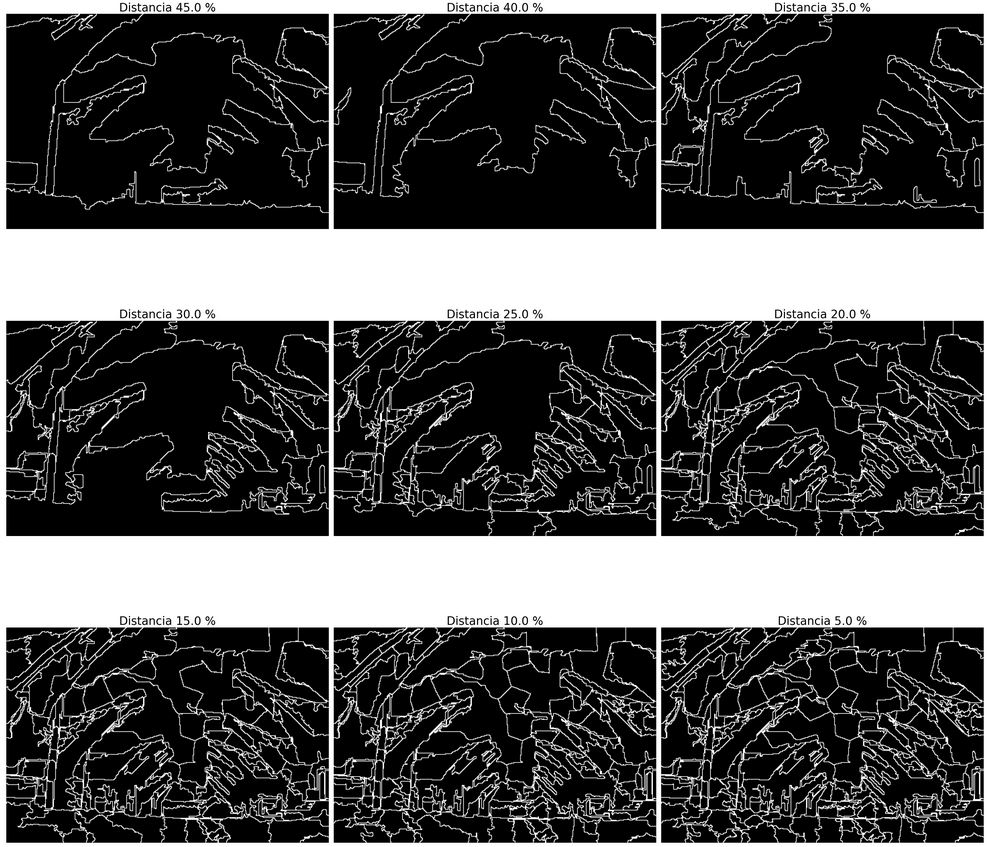 Distancia 45.0 %
Distancia 40.0 %
Distancia 35.0 %
Distancia 30.0 %
Distancia 25.0 %
Distancia 20.0 %
Distancia 15.0 %
Distancia 10.0 %
Distancia 5.0 %